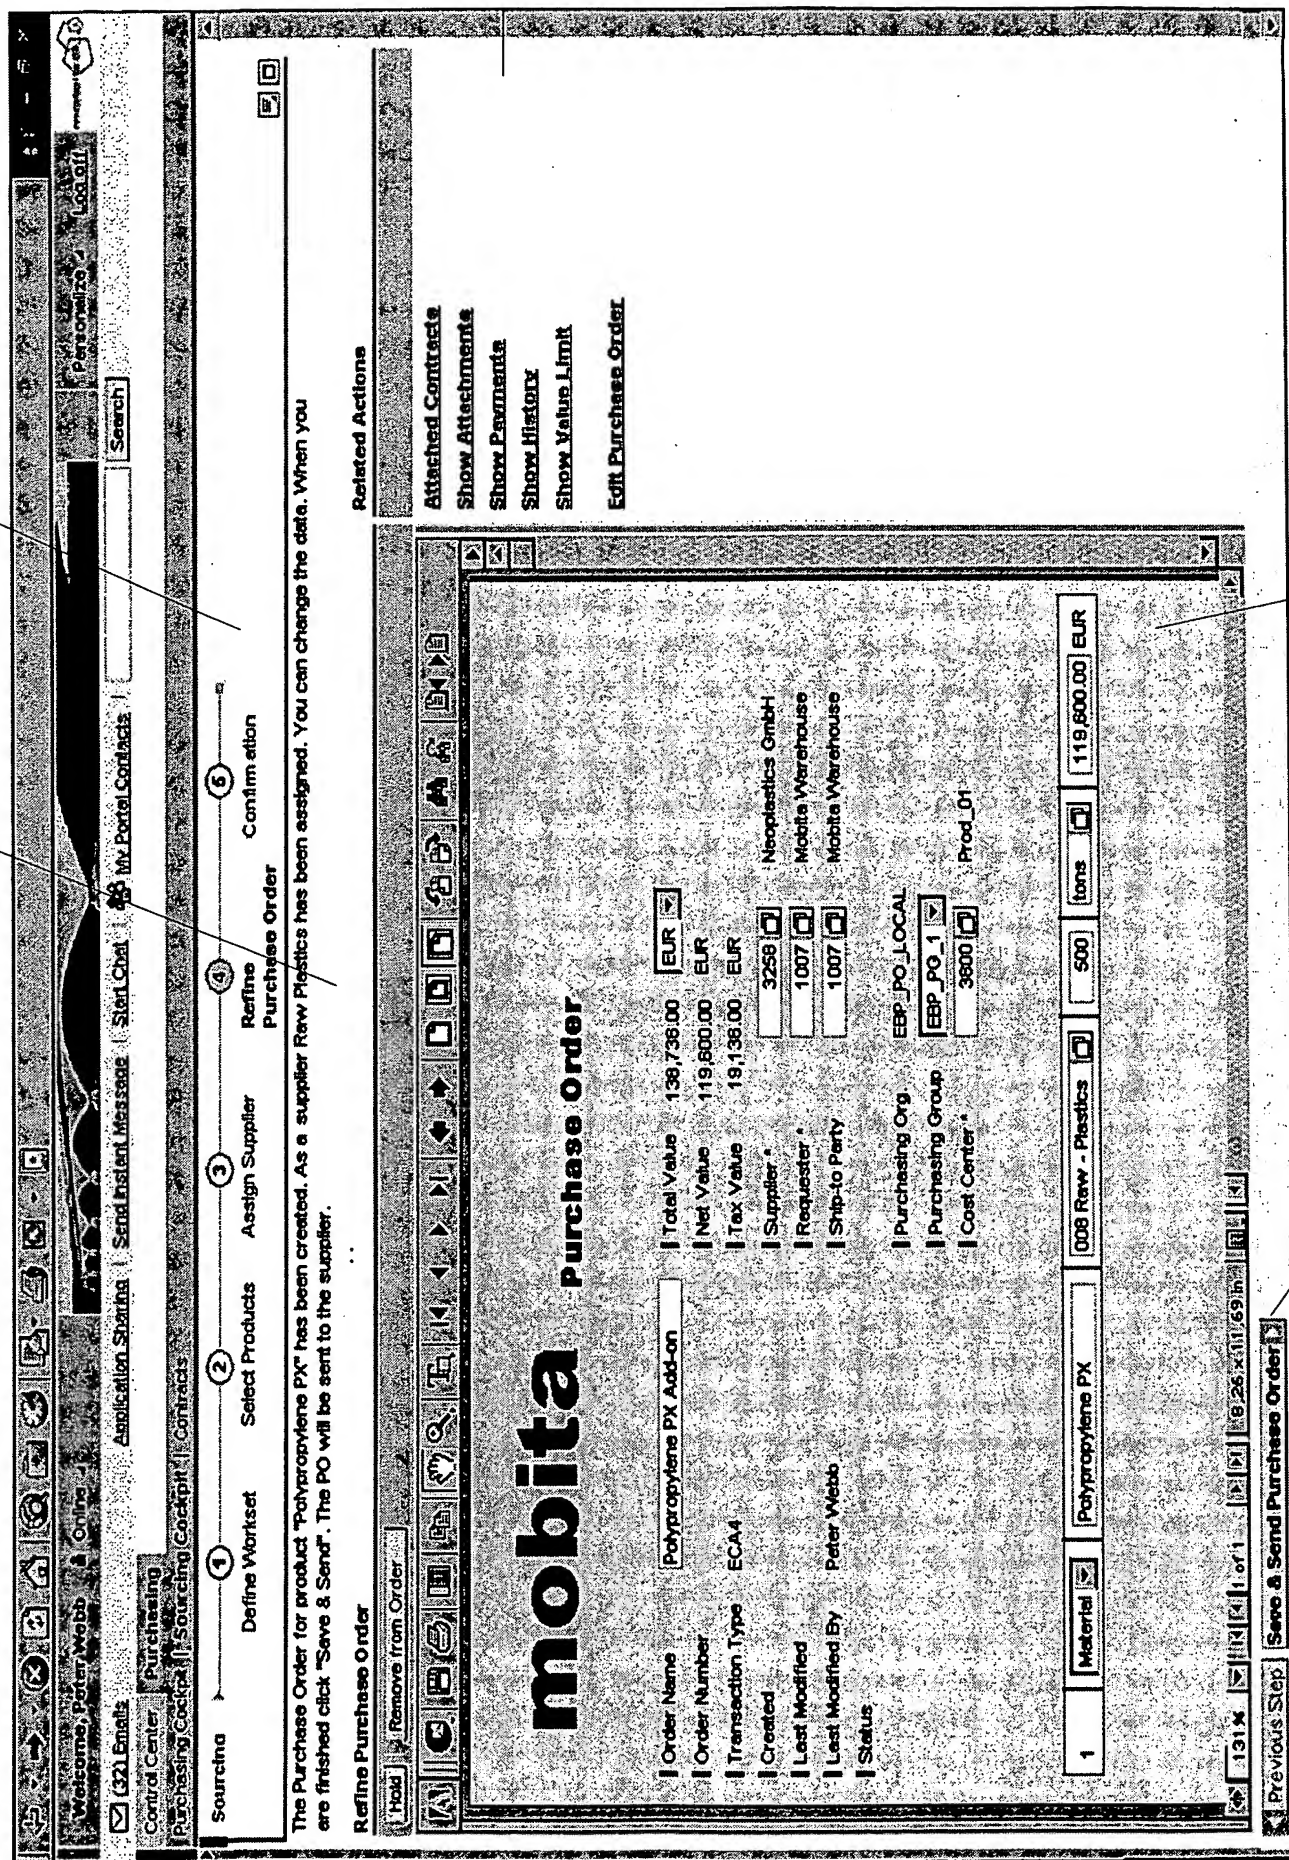 Welcome, Peter Webb Online Personalize Log off
(32) Emails Application Sharing | Send Instant Message | Start Chat | My Portal Contacts Search
Control Center Purchasing
Purchasing Cockpit | Sourcing Cockpit | Contracts
Sourcing
1 2 3 4 5
Define Workset Select Products Assign Supplier Refine Purchase Order Confirmation
The Purchase Order for product "Polypropylene PX" has been created. As a supplier Raw Plastics has been assigned. You can change the data. When you
are finished click "Save & Send". The PO will be sent to the supplier.
Refine Purchase Order Related Actions
Hold Remove from Order
Attached Contracts
Show Attachments
Show Payments
Show History
Show Value Limit
Edit Purchase Order
mobita Purchase Order
Order Name Polypropylene PX Add-on Total Value 138,736.00 EUR
Order Number Net Value 119,600.00 EUR
Transaction Type ECA4 Tax Value 19,136.00 EUR
Created Supplier * 3258 Neoplastics GmbH
Last Modified Requester * 1007 Mobita Warehouse
Last Modified By Peter Webb Ship-to Party 1007 Mobita Warehouse
Status
Purchasing Org. EBP_PO_LOCAL
Purchasing Group EBP_PG_1
Cost Center * 3800 Prod_01
1 Material Polypropylene PX 008 Raw - Plastics 500 tons 119,600.00 EUR
131% 1 of 1 8.26 x 11.69 in
Previous Step Save & Send Purchase Order